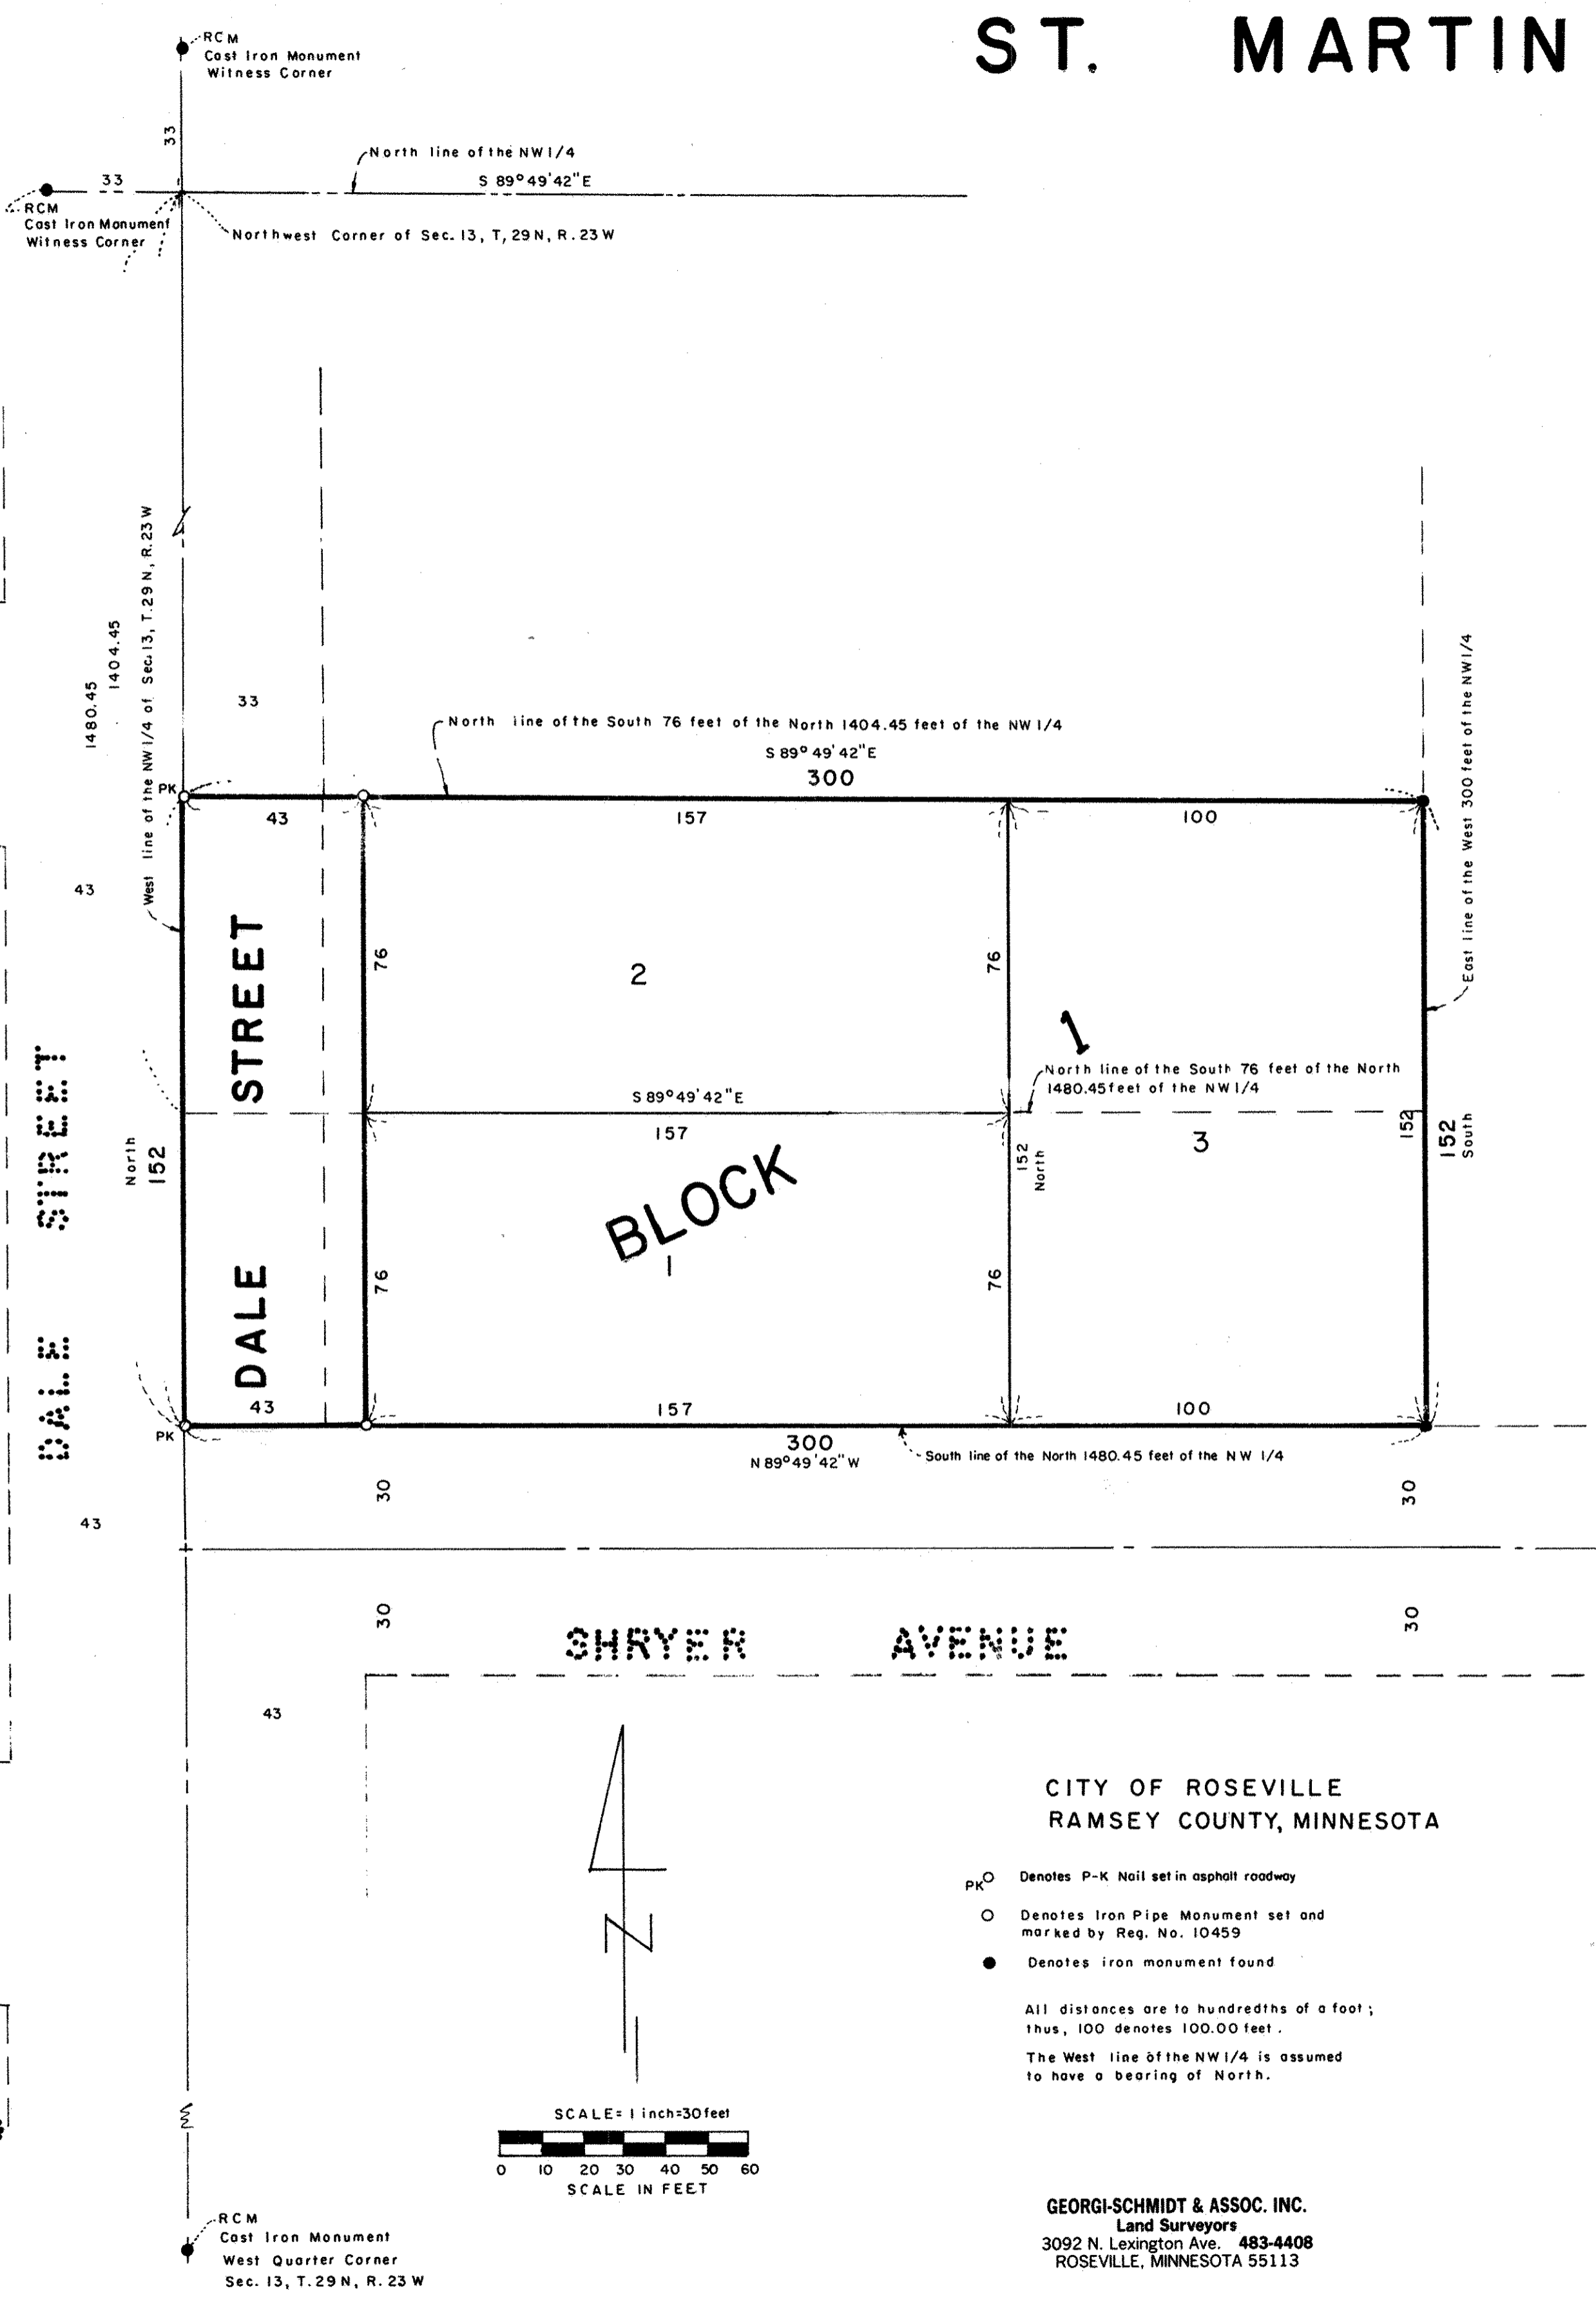 ST. MARTIN
RCM
Cast Iron Monument
Witness Corner
33
North line of the NW1/4
S 89°49'42"E
33
RCM
Cast Iron Monument
Witness Corner
Northwest Corner of Sec. 13, T, 29N, R. 23W
West line of the NW1/4 of Sec. 13, T. 29 N, R. 23 W
1404.45
1480.45
33
East line of the West 300 feet of the NW1/4
North line of the South 76 feet of the North 1404.45 feet of the NW 1/4
S 89° 49' 42"E
300
PK
43
157
100
43
DALE STREET
76
2
76
1
North line of the South 76 feet of the North
1480.45 feet of the NW 1/4
S 89°49'42"E
157
DALE STREET
North
152
BLOCK
1
152
North
3
152
152
South
76
76
43
157
100
PK
300
N 89°49'42"W
South line of the North 1480.45 feet of the NW 1/4
30
30
43
30
30
SHRYER AVENUE
43
N
CITY OF ROSEVILLE
RAMSEY COUNTY, MINNESOTA
PK Denotes P-K Nail set in asphalt roadway
Denotes Iron Pipe Monument set and
marked by Reg. No. 10459
Denotes iron monument found
All distances are to hundredths of a foot;
thus, 100 denotes 100.00 feet.
The West line of the NW1/4 is assumed
to have a bearing of North.
SCALE= 1 inch=30feet
0 10 20 30 40 50 60
SCALE IN FEET
RCM
Cast Iron Monument
West Quarter Corner
Sec. 13, T. 29 N, R. 23 W
GEORGI-SCHMIDT & ASSOC. INC.
Land Surveyors
3092 N. Lexington Ave. 483-4408
ROSEVILLE, MINNESOTA 55113